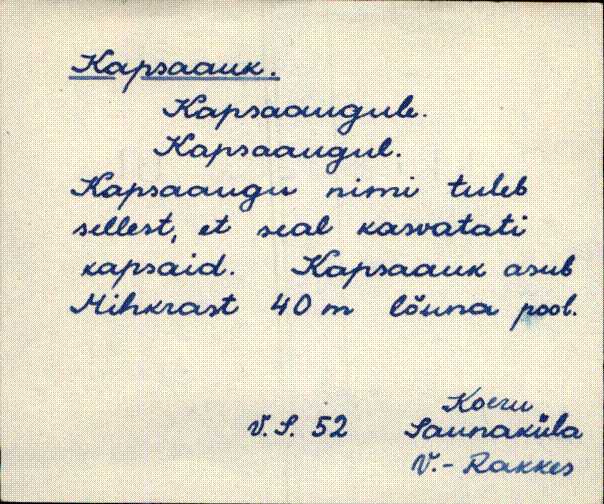 Kapsaauk.
Kapsaaugule.
Kapsaaugul.
Kapsaaugu nimi tuleb
sellest, et seal kasvatati
kapsaid. Kapsaauk asub
Mihkrast 40 m lõuna pool.
Koeru
V. S. 52 Saunaküla
V.-Rakkes